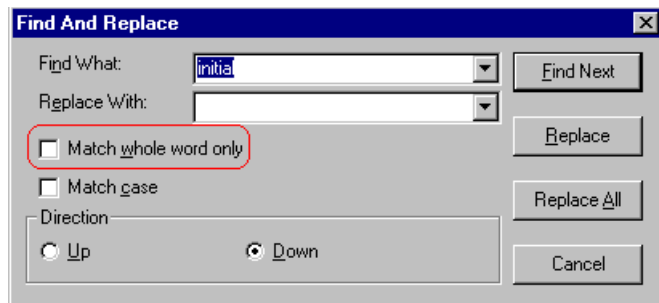 Find And Replace
Find What:
initial
Find Next
Replace With:
Replace
Match whole word only
Match case
Replace All
Direction
Up
Down
Cancel